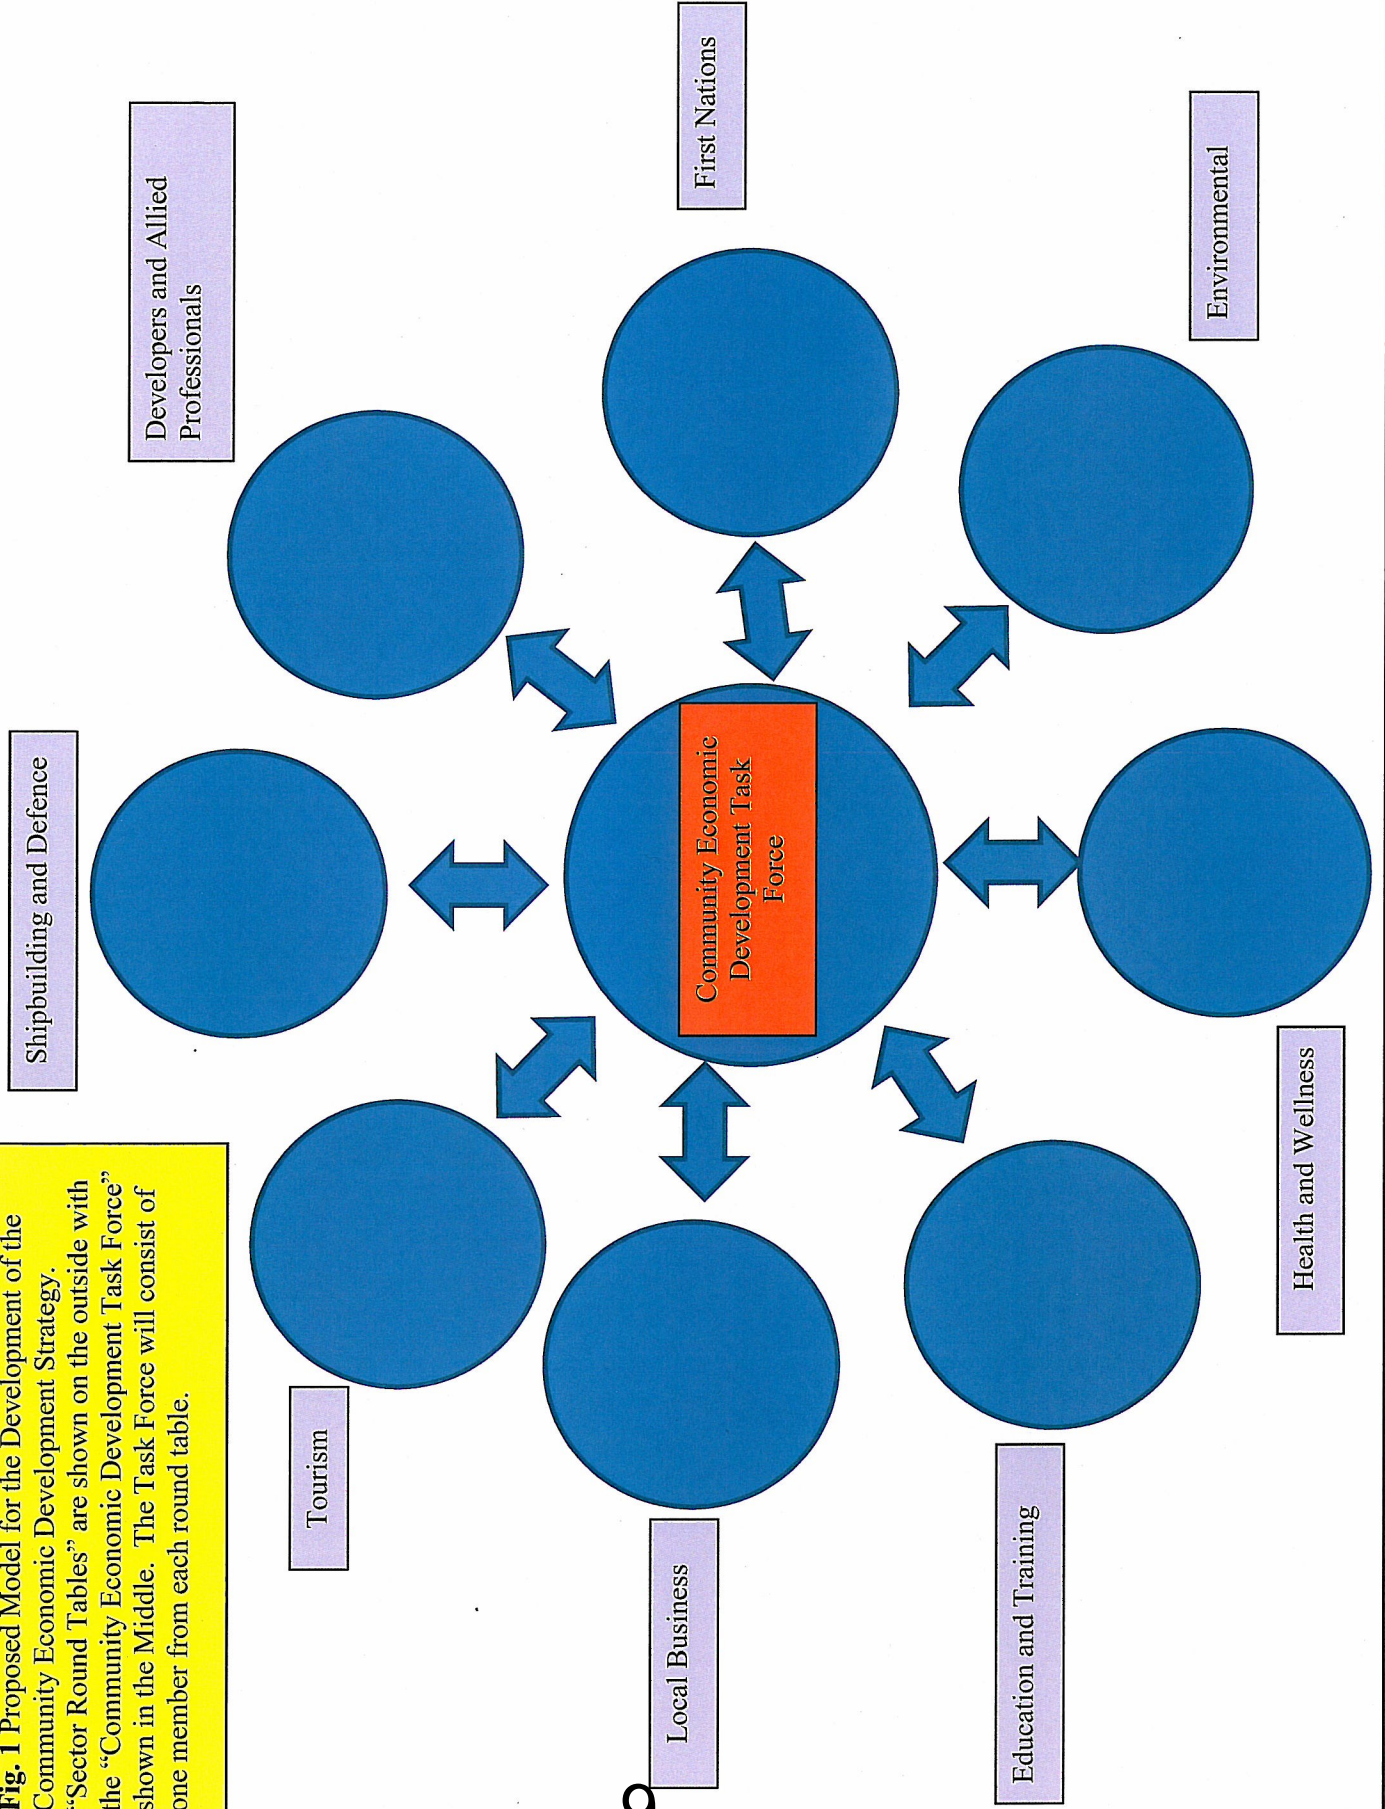 Fig. 1 Proposed Model for the Development of the
Community Economic Development Strategy.
“Sector Round Tables” are shown on the outside with
the “Community Economic Development Task Force”
shown in the Middle.  The Task Force will consist of
one member from each round table.
Shipbuilding and Defence
Developers and Allied
Professionals
Tourism
First Nations
Community Economic
Development Task
Force
Local Business
Environmental
Education and Training
Health and Wellness